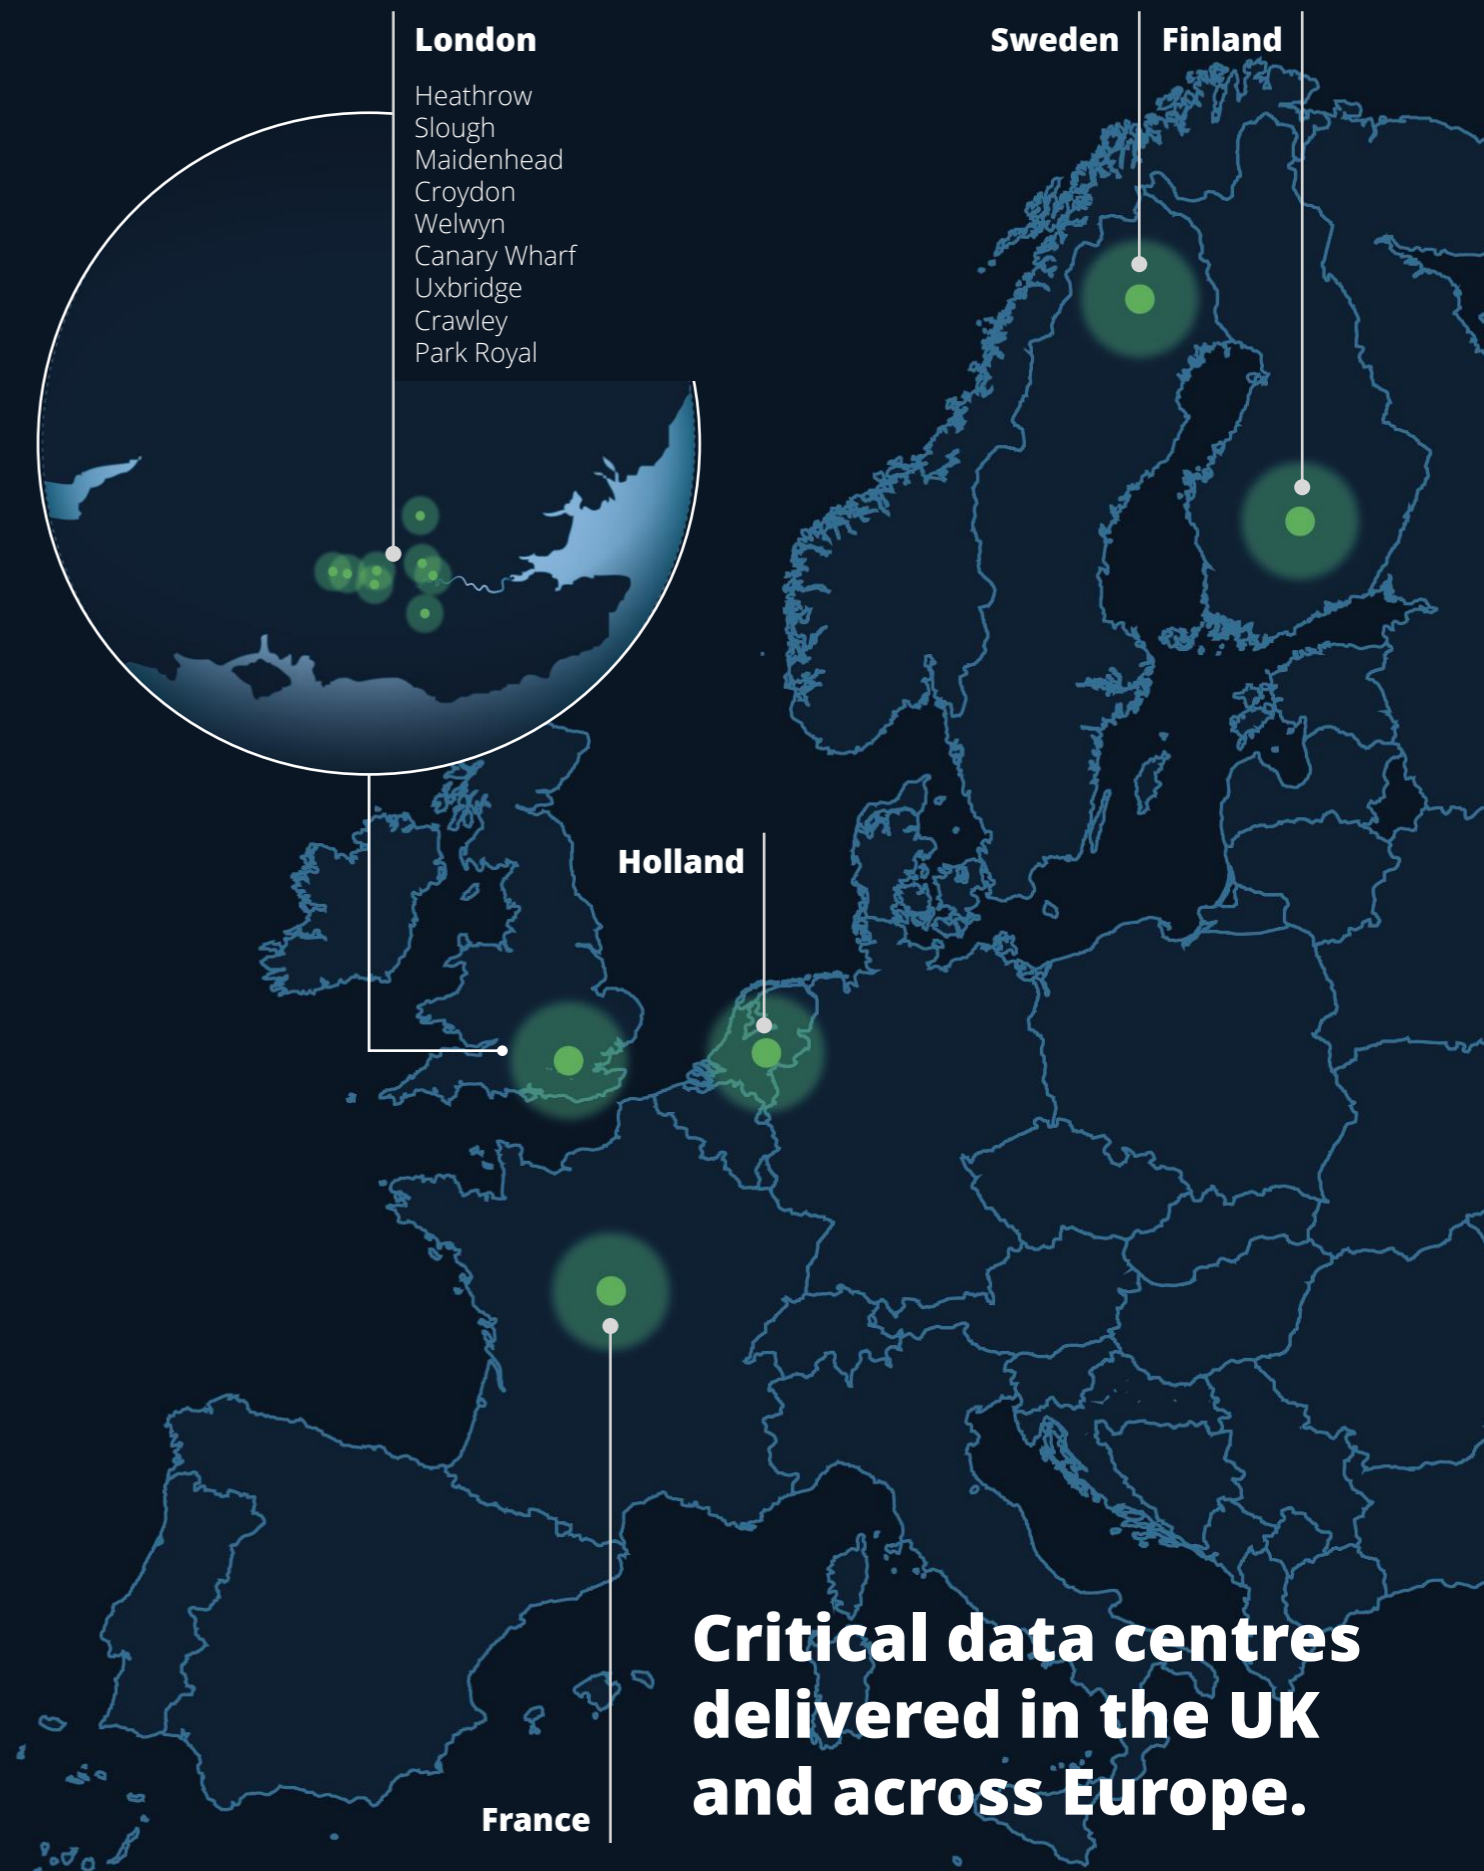 London
Heathrow
Slough
Maidenhead
Croydon
Welwyn
Canary Wharf
Uxbridge
Crawley
Park Royal
Sweden
Finland
Holland
France
Critical data centres
delivered in the UK
and across Europe.